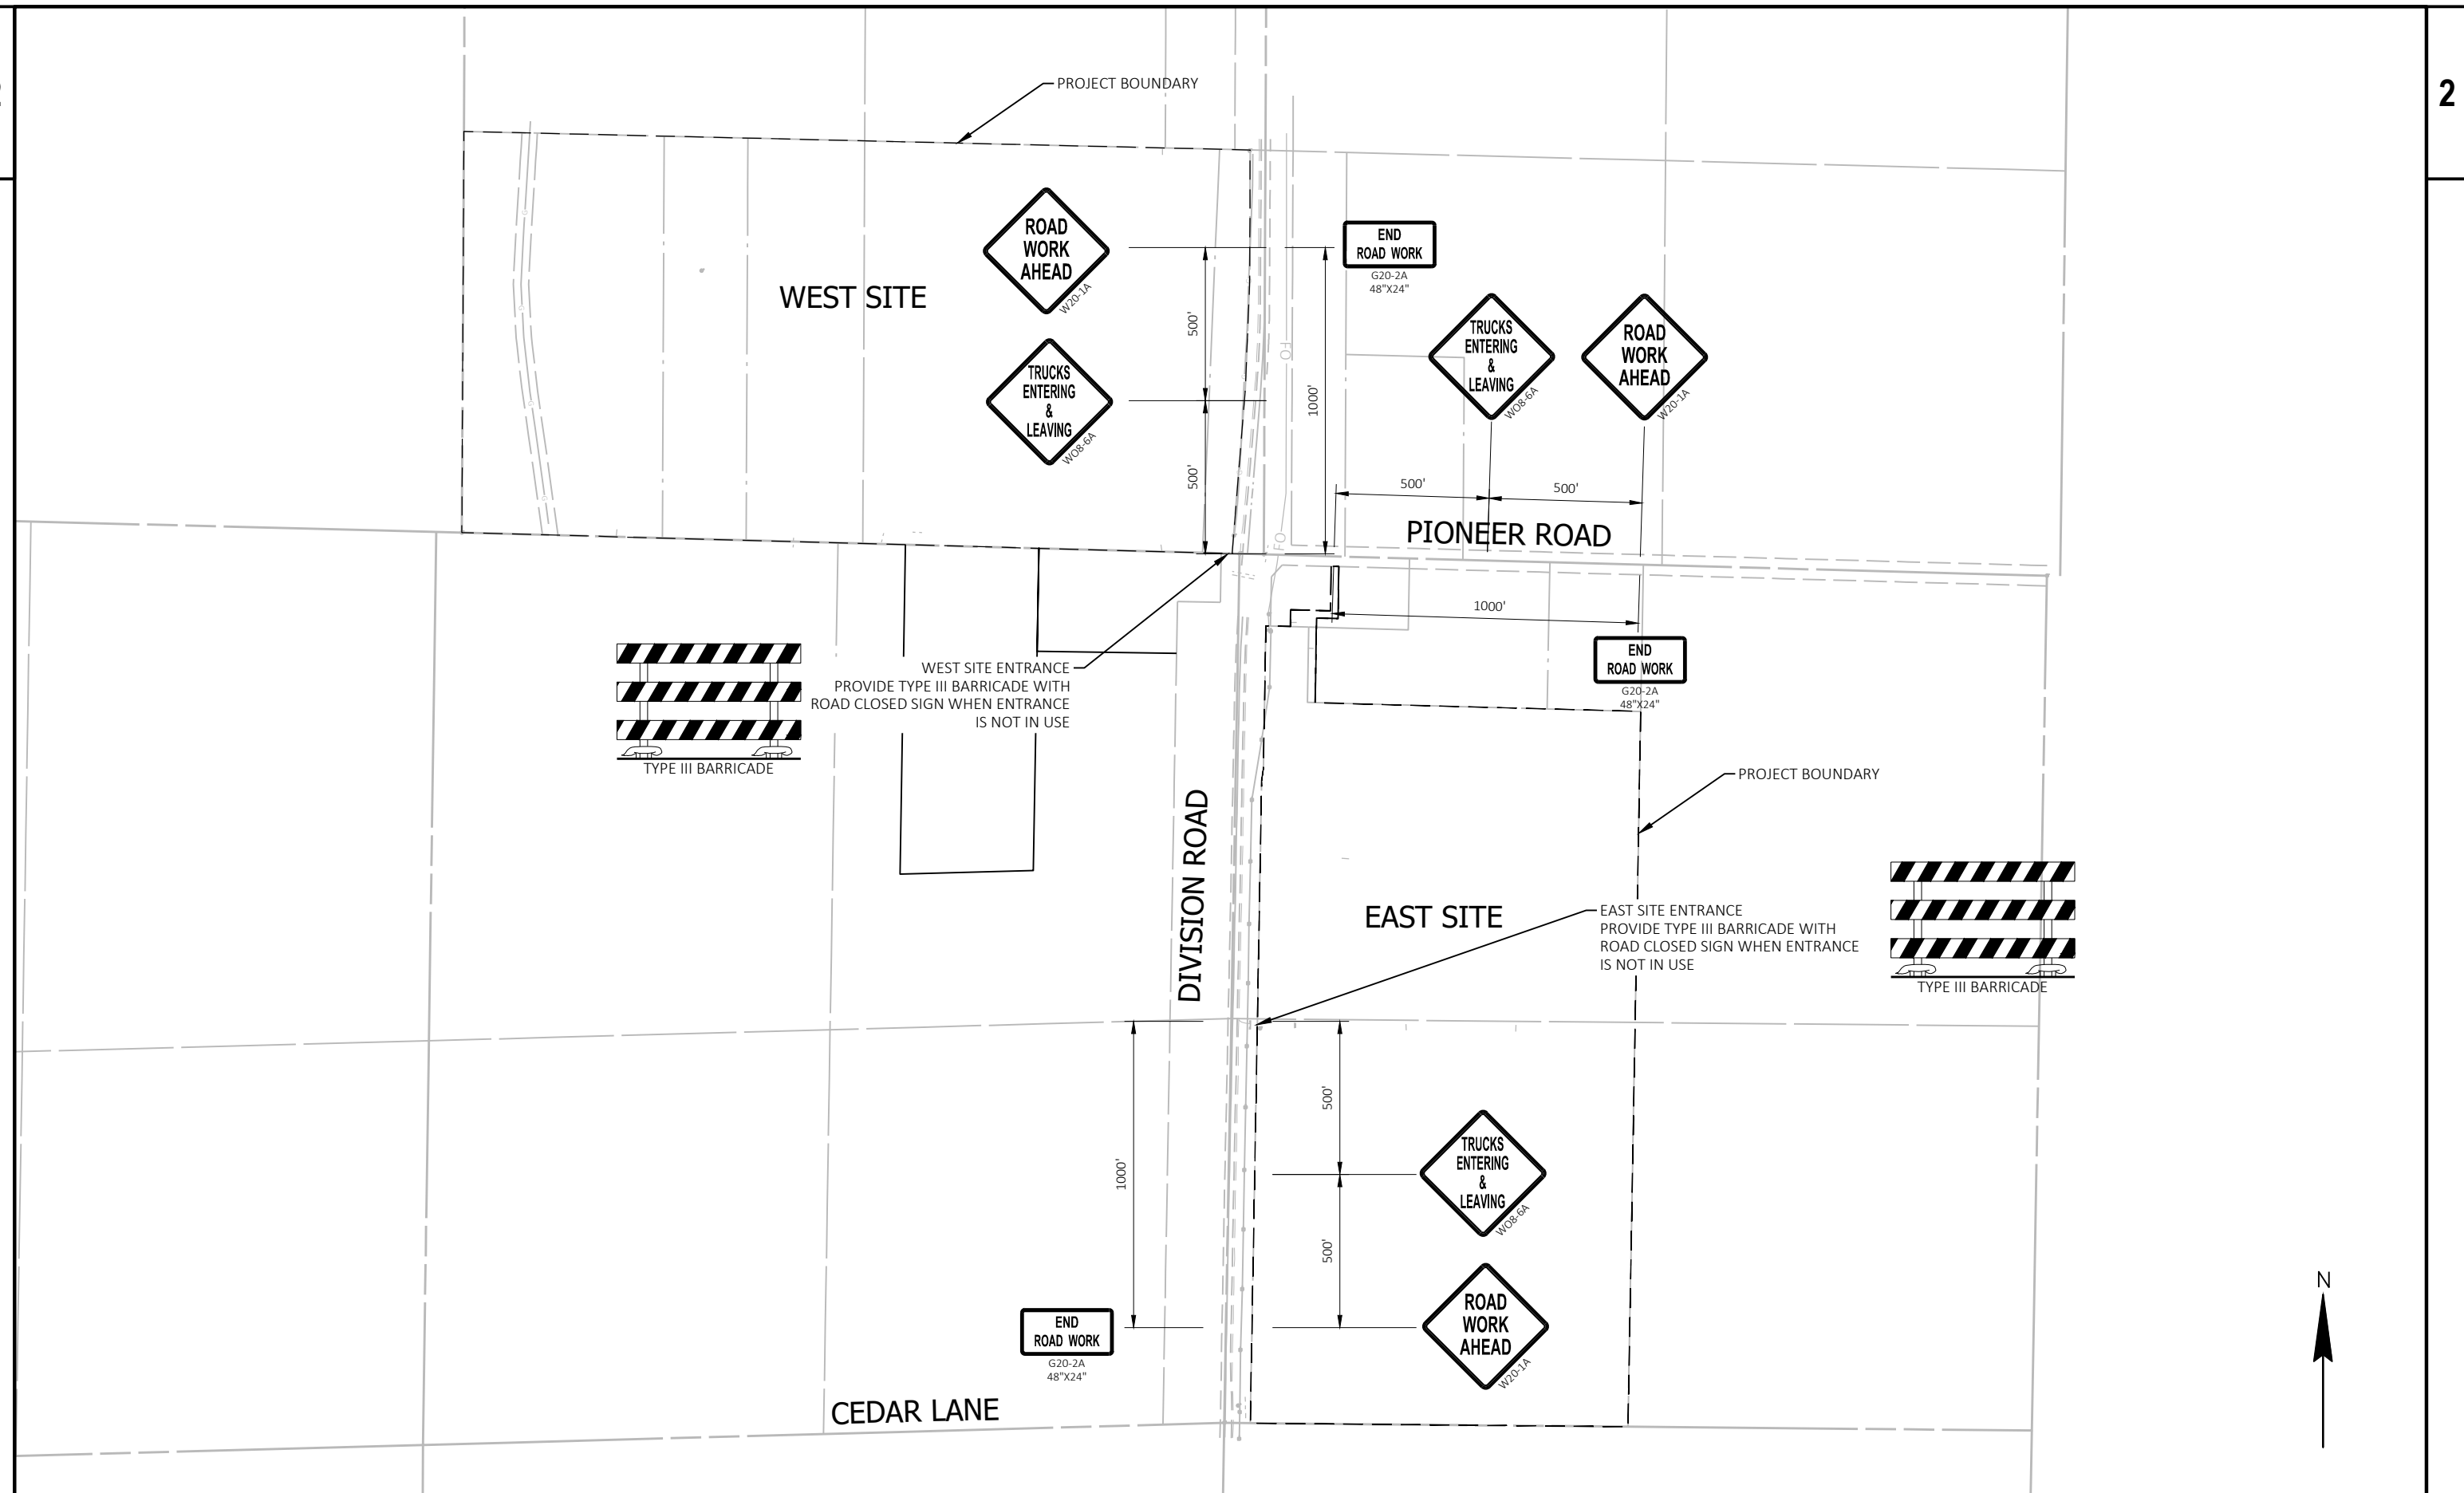 2
PROJECT BOUNDARY
WEST SITE
ROAD
WORK
AHEAD
W20-1A
500'
TRUCKS
ENTERING
&
LEAVING
WO8-6A
500'
1000'
FO
FO
END
ROAD WORK
G20-2A
48"X24"
TRUCKS
ENTERING
&
LEAVING
WO8-6A
ROAD
WORK
AHEAD
W20-1A
500'
500'
PIONEER ROAD
1000'
END
ROAD WORK
G20-2A
48"X24"
WEST SITE ENTRANCE
PROVIDE TYPE III BARRICADE WITH
ROAD CLOSED SIGN WHEN ENTRANCE
IS NOT IN USE
TYPE III BARRICADE
DIVISION ROAD
PROJECT BOUNDARY
EAST SITE
EAST SITE ENTRANCE
PROVIDE TYPE III BARRICADE WITH
ROAD CLOSED SIGN WHEN ENTRANCE
IS NOT IN USE
TYPE III BARRICADE
1000'
500'
TRUCKS
ENTERING
&
LEAVING
WO8-6A
500'
ROAD
WORK
AHEAD
W20-1A
END
ROAD WORK
G20-2A
48"X24"
CEDAR LANE
N